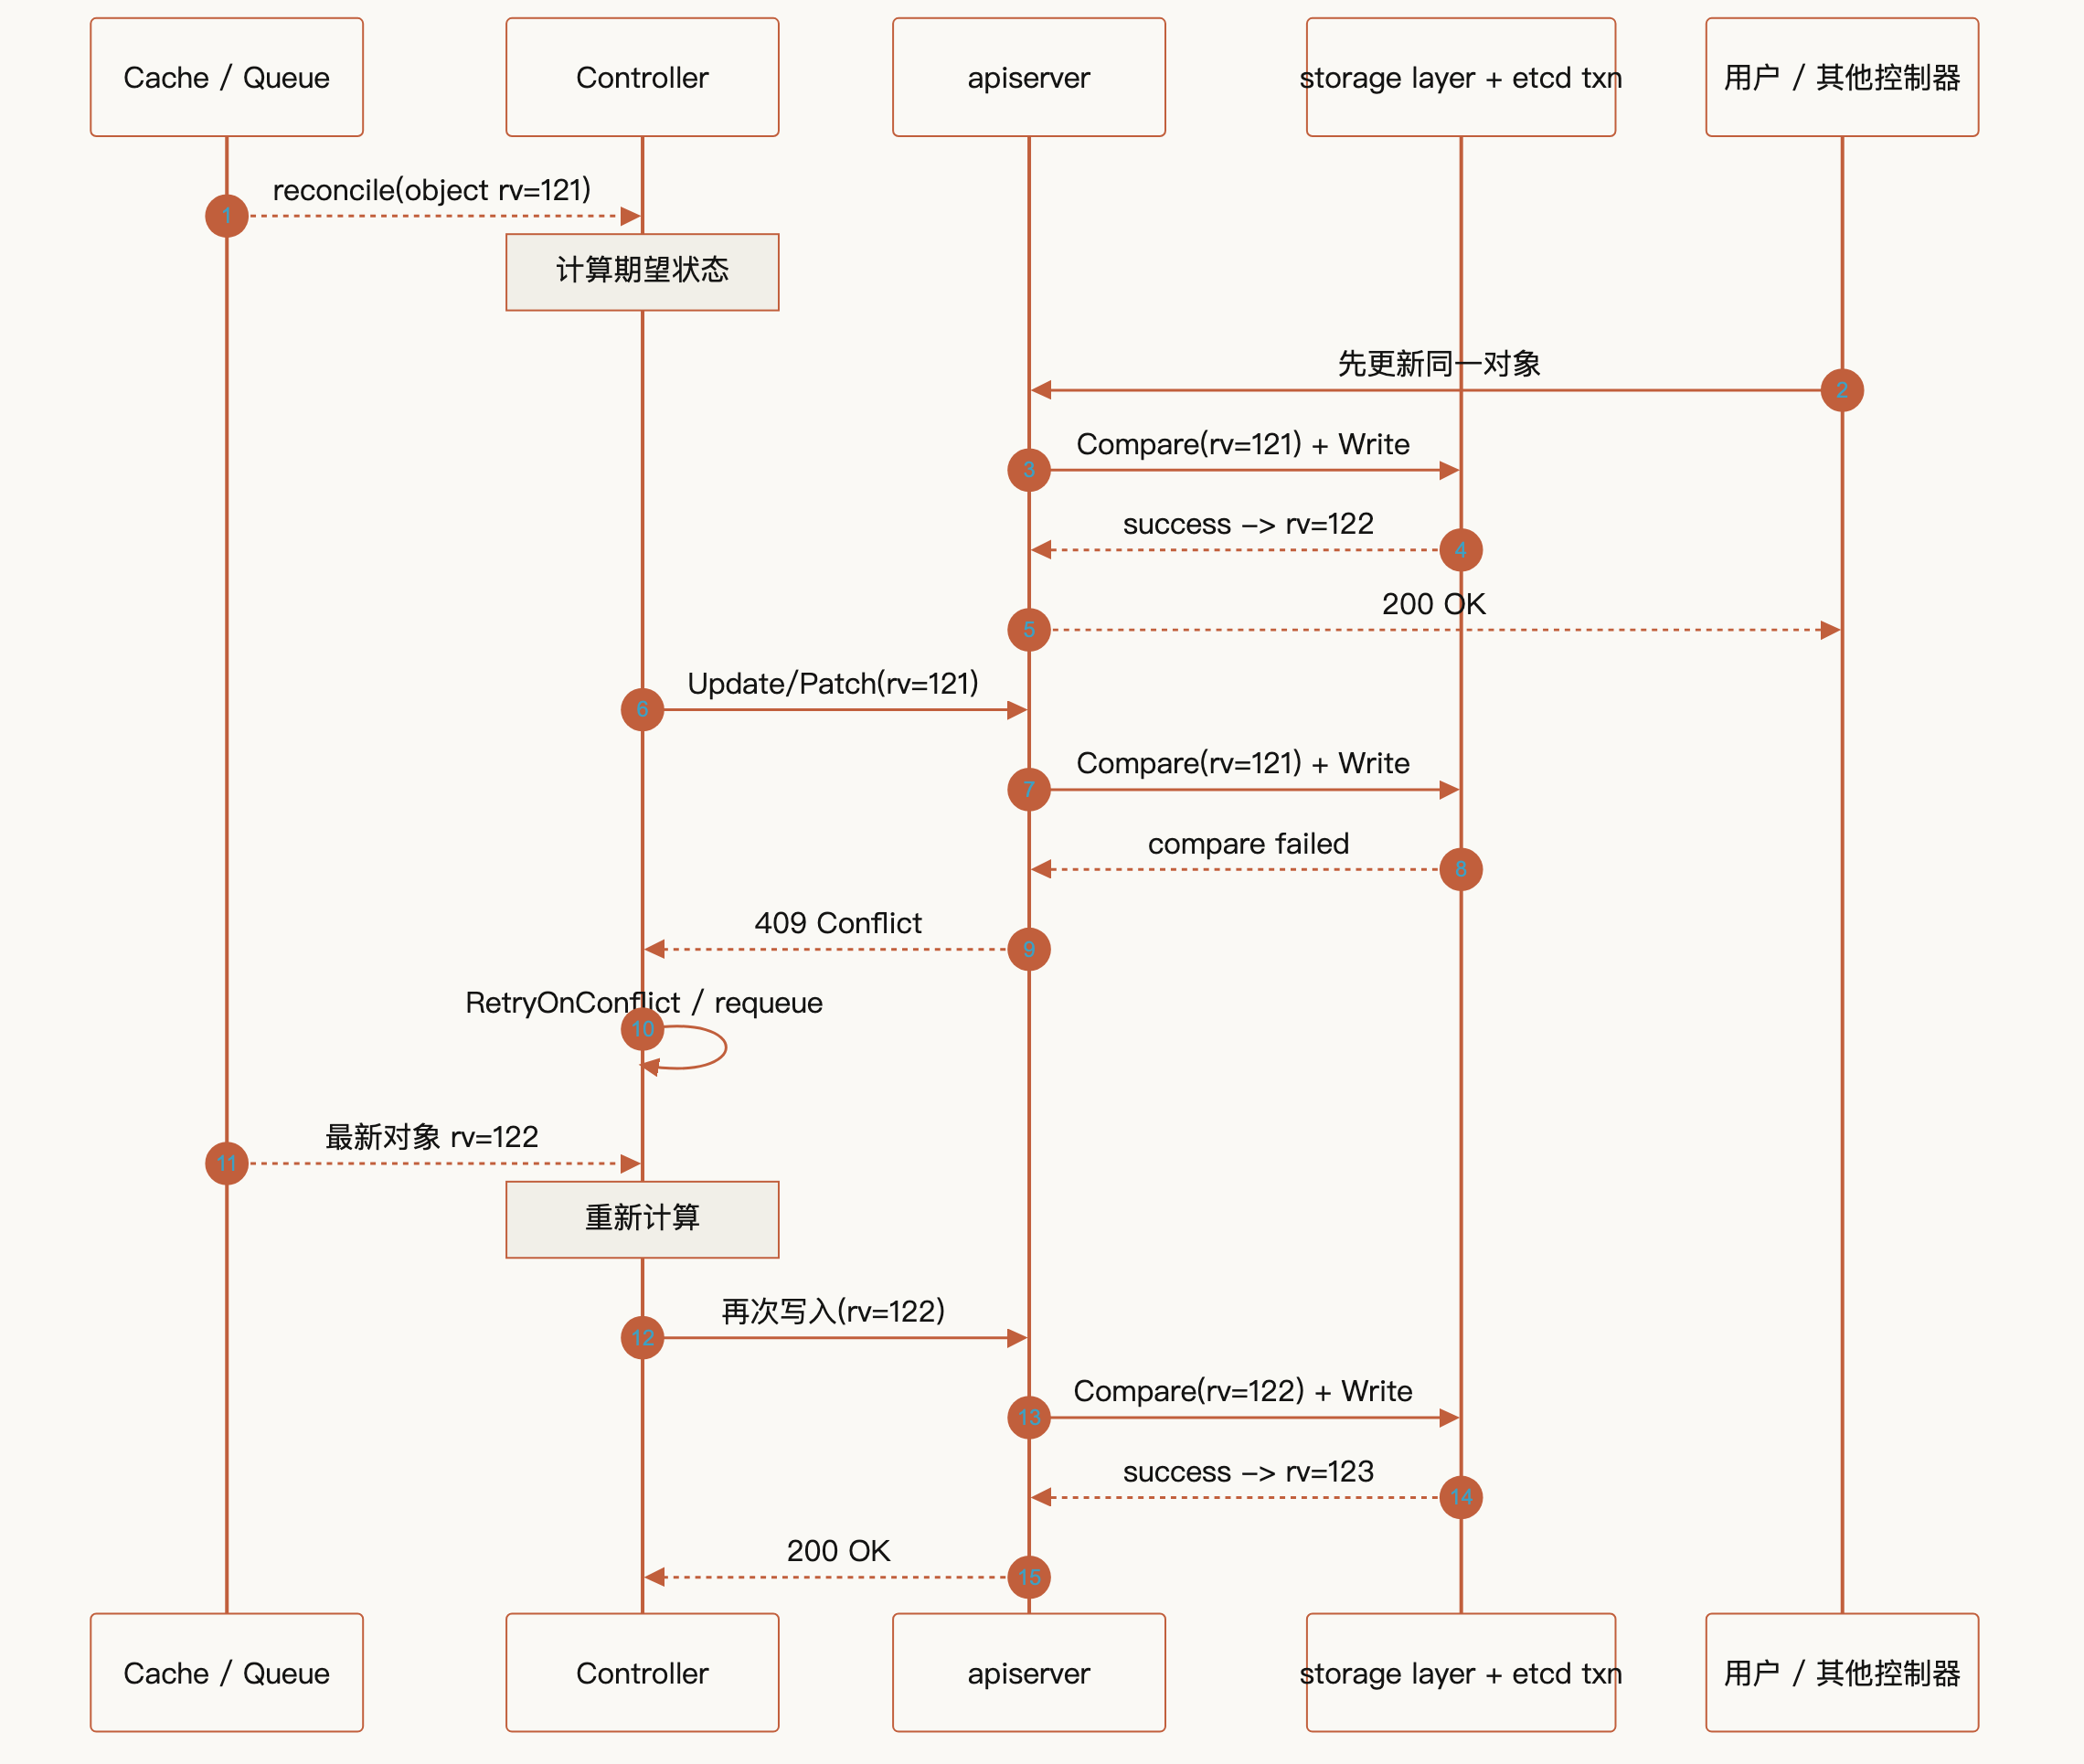 Cache / Queue
Controller
apiserver
storage layer + etcd txn
用户 / 其他控制器
reconcile(object rv=121)
1
计算期望状态
先更新同一对象
2
Compare(rv=121) + Write
3
success -> rv=122
4
200 OK
5
Update/Patch(rv=121)
6
Compare(rv=121) + Write
7
compare failed
8
409 Conflict
9
RetryOnConflict / requeue
10
最新对象 rv=122
11
重新计算
再次写入(rv=122)
12
Compare(rv=122) + Write
13
success -> rv=123
14
200 OK
15
Cache / Queue
Controller
apiserver
storage layer + etcd txn
用户 / 其他控制器